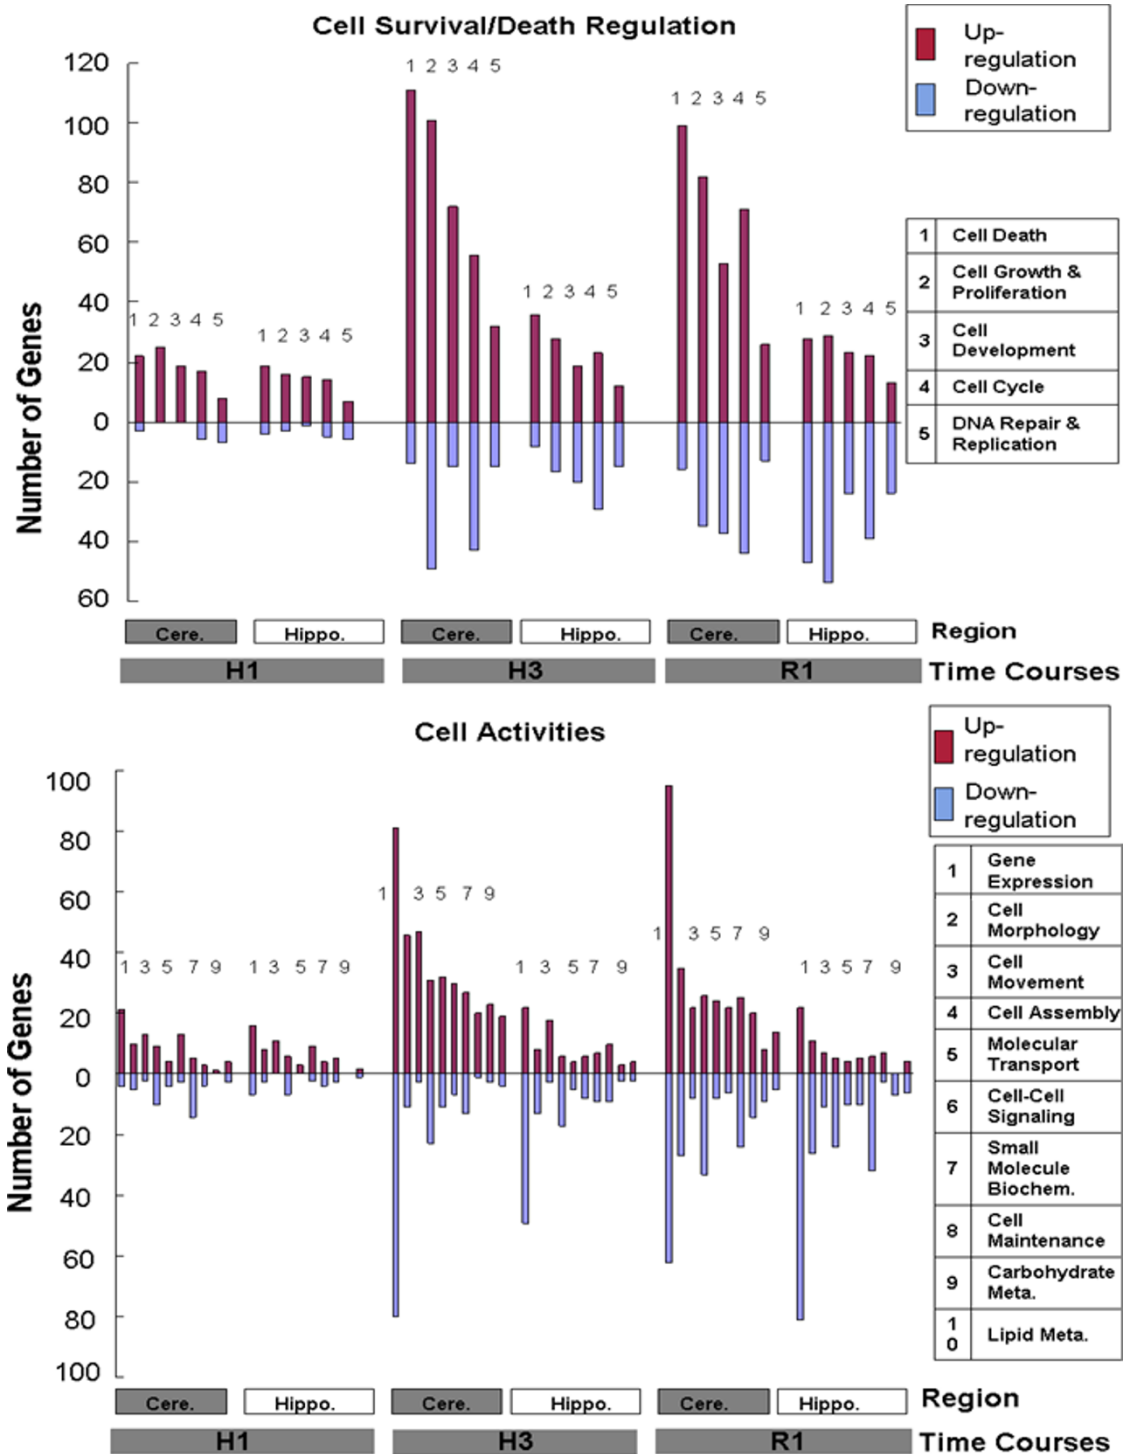 Cell Survival/Death Regulation
Up-
regulation
Down-
regulation
120
100
80
60
40
20
0
20
40
60
Number of Genes
1 2 3 4 5
1 2 3 4 5
1 2 3 4 5
1 2 3 4 5
1 2 3 4 5
1 2 3 4 5
1 Cell Death
2 Cell Growth &
Proliferation
3 Cell
Development
4 Cell Cycle
5 DNA Repair &
Replication
Cere. Hippo. Cere. Hippo. Cere. Hippo. Region
H1 H3 R1 Time Courses
Cell Activities
Up-
regulation
Down-
regulation
100
80
60
40
20
0
20
40
60
80
100
Number of Genes
1 3 5 7 9
1 3 5 7 9
1 3 5 7 9
1 3 5 7 9
1 3 5 7 9
1 3 5 7 9
1 Gene
Expression
2 Cell
Morphology
3 Cell
Movement
4 Cell Assembly
5 Molecular
Transport
6 Cell-Cell
Signaling
7 Small
Molecule
Biochem.
8 Cell
Maintenance
9 Carbohydrate
Meta.
1
0 Lipid Meta.
Cere. Hippo. Cere. Hippo. Cere. Hippo. Region
H1 H3 R1 Time Courses